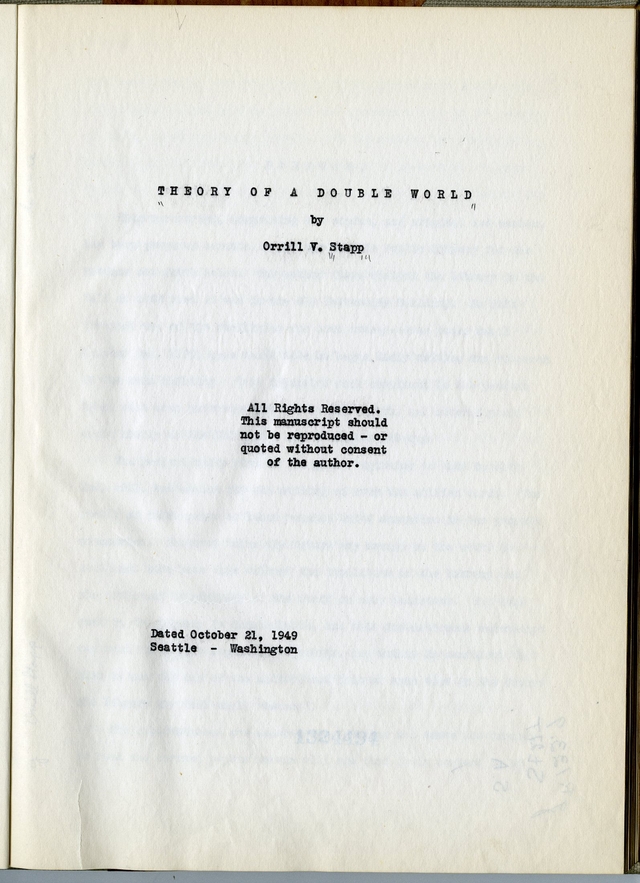 THEORY OF A DOUBLE WORLD
by
Orrill V. Stapp
All Rights Reserved.
This manuscript should
not be reproduced - or
quoted without consent
of the author.
Dated October 21, 1949
Seattle - Washington